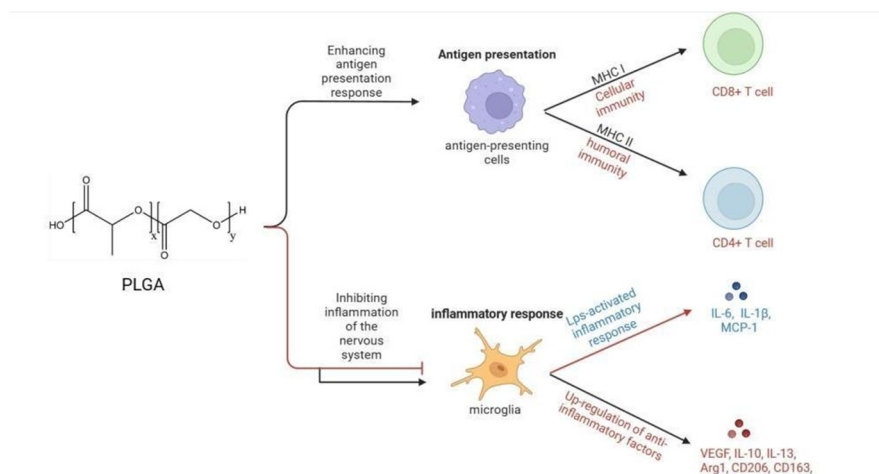 Enhancing
antigen
presentation
response
Antigen presentation
antigen-presenting
cells
MHC I
Cellular
immunity
CD8+ T cell
MHC II
humoral
immunity
CD4+ T cell
O
HO
O
x
O
O
H
y
PLGA
Inhibiting
inflammation
of the
nervous
system
inflammatory response
microglia
Lps-activated
inflammatory
response
IL-6, IL-1β,
MCP-1
Up-regulation of anti-
inflammatory factors
VEGF, IL-10, IL-13,
Arg1, CD206, CD163,